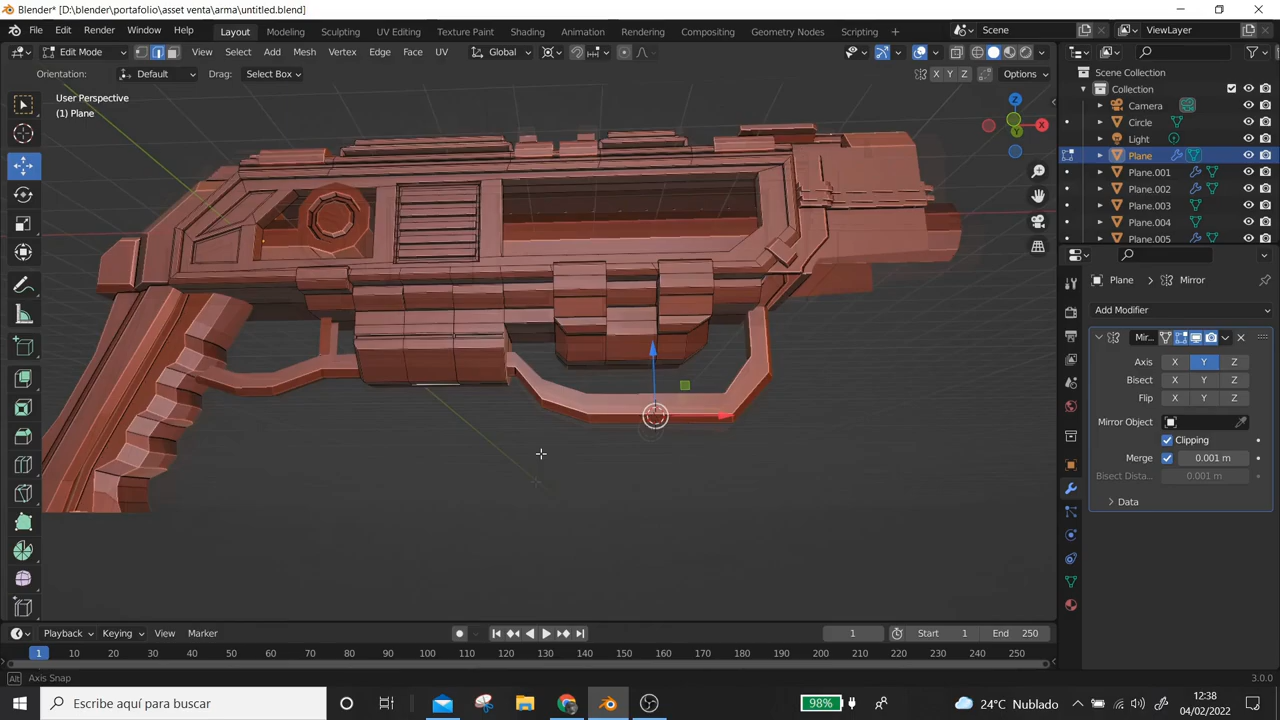 Blender* [D:\blender\portafolio\asset venta\arma\untitled.blend]
File Edit Render Window Help Layout Modeling Sculpting UV Editing Texture Paint Shading Animation Rendering Compositing Geometry Nodes Scripting + Scene ViewLayer
Edit Mode View Select Add Mesh Vertex Edge Face UV Global
Orientation: Default Drag: Select Box X Y Z Options
User Perspective
(1) Plane
Z
X
Y
Scene Collection
Collection
Camera
Circle
Light
Plane
Plane.001
Plane.002
Plane.003
Plane.004
Plane.005
Plane > Mirror
Add Modifier
Mir...
Axis X Y Z
Bisect X Y Z
Flip X Y Z
Mirror Object
Clipping
Merge 0.001 m
Bisect Dista... 0.001 m
Data
Playback Keying View Marker 1 Start 1 End 250
1 10 20 30 40 50 60 70 80 90 100 110 120 130 140 150 160 170 180 190 200 210 220 230 240 250
Alt Axis Snap 3.0.0
Escribe aquí para buscar 98% 24°C Nublado 12:38
04/02/2022